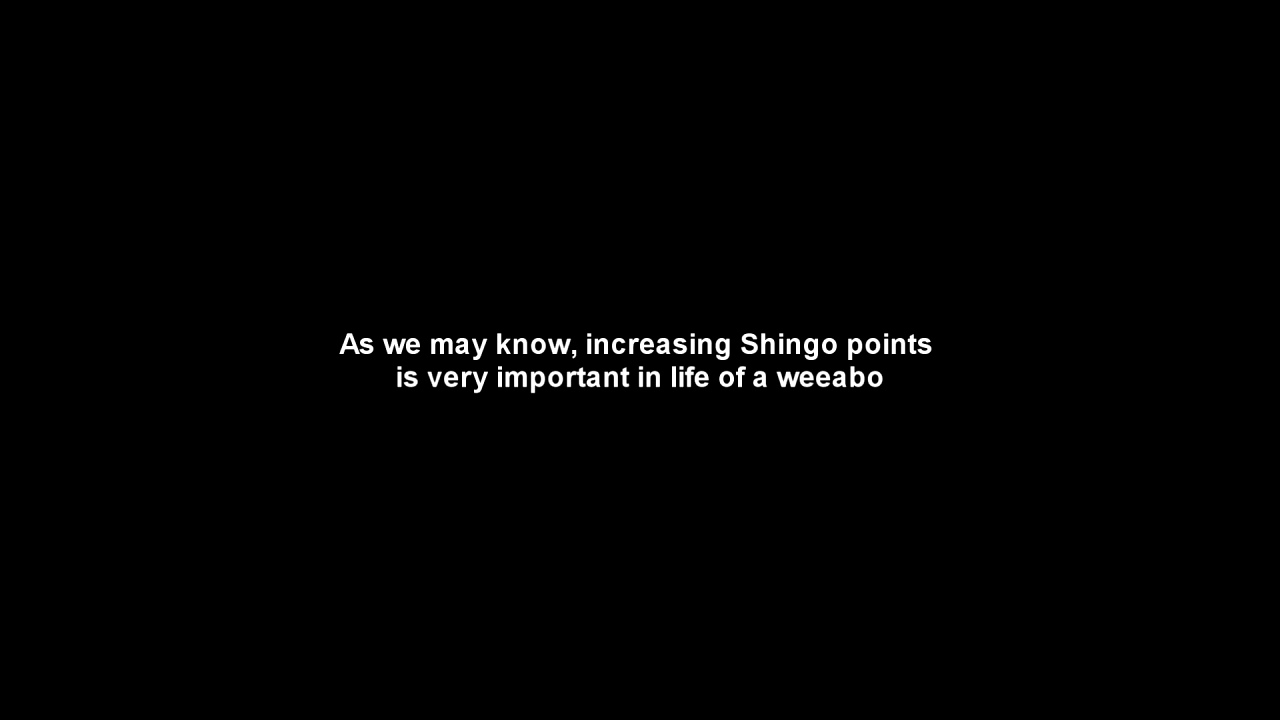 As we may know, increasing Shingo points
is very important in life of a weeabo